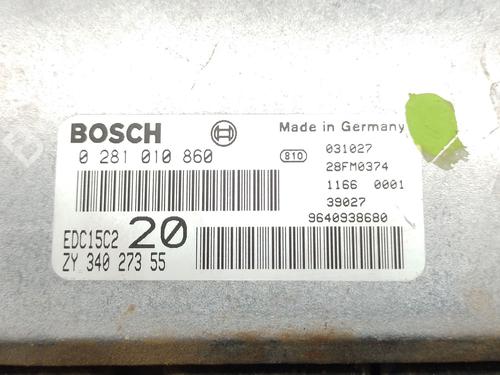 BOSCH
Made in Germany
0 281 010 860
810
031027
28FM0374
1166 0001
39027
9640938680
EDC15C2 20
ZY 340 273 55